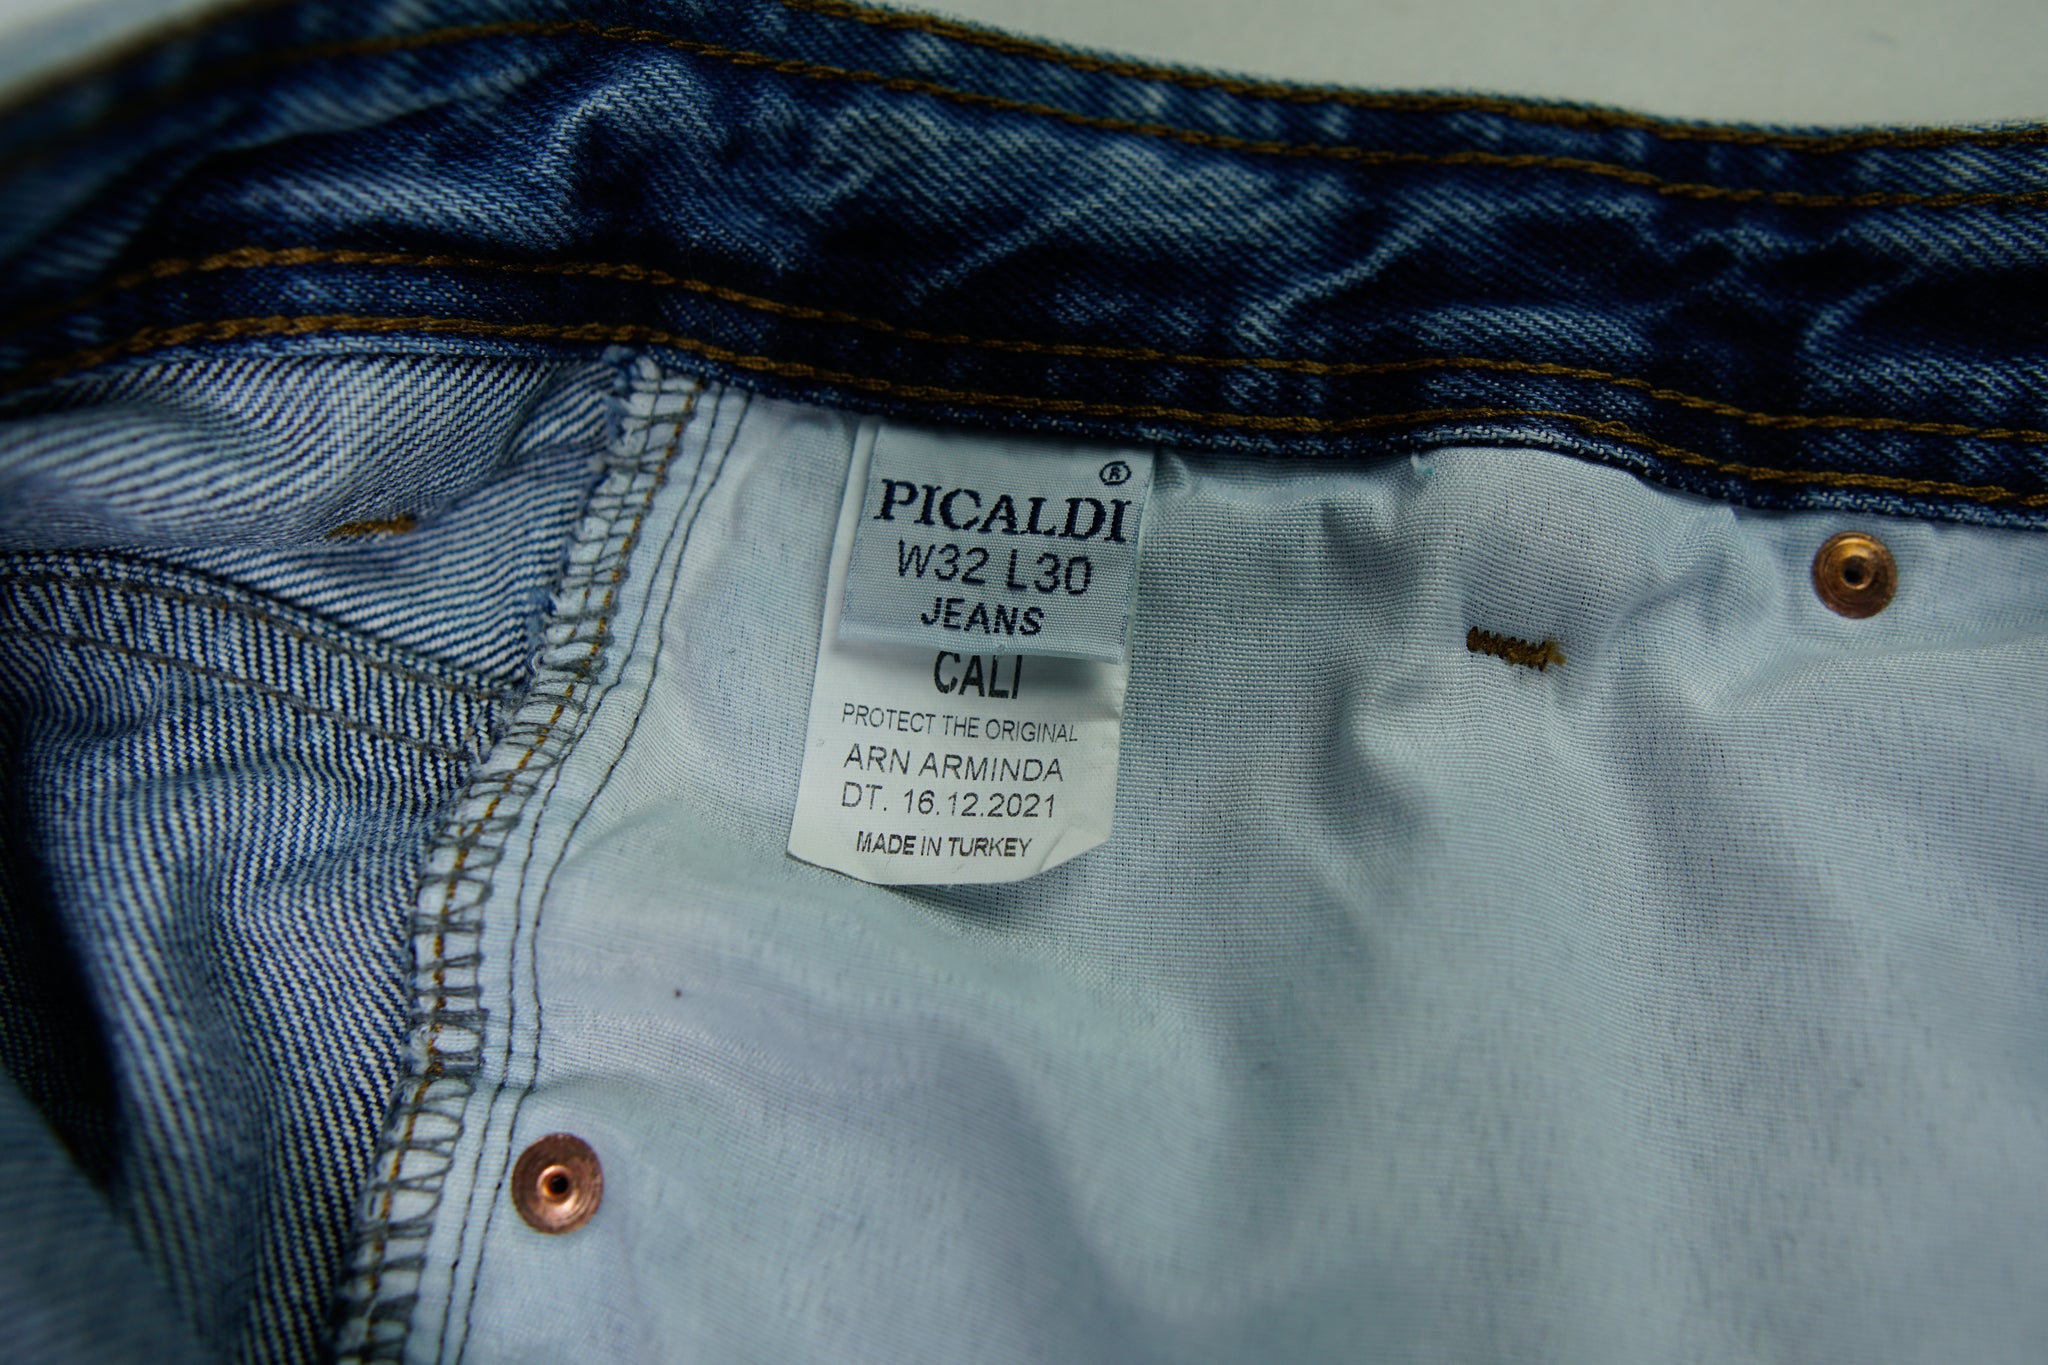 ®
PICALDI
W32 L30
JEANS
CALI
PROTECT THE ORIGINAL
ARN ARMINDA
DT. 16.12.2021
MADE IN TURKEY